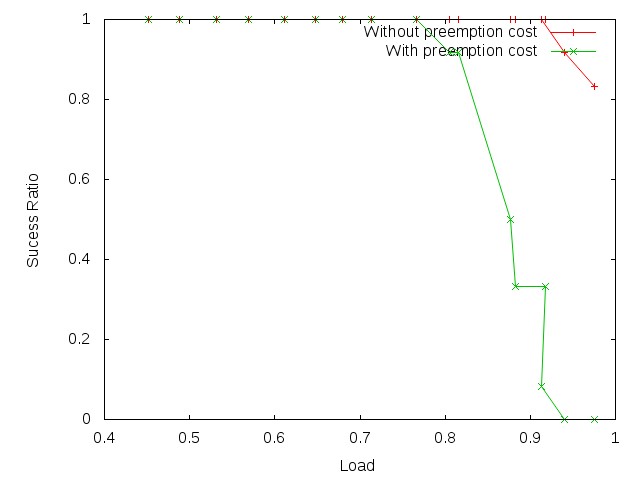 1
0.8
0.6
0.4
0.2
0
0.4 0.5 0.6 0.7 0.8 0.9 1
Sucess Ratio
Load
Without preemption cost
With preemption cost